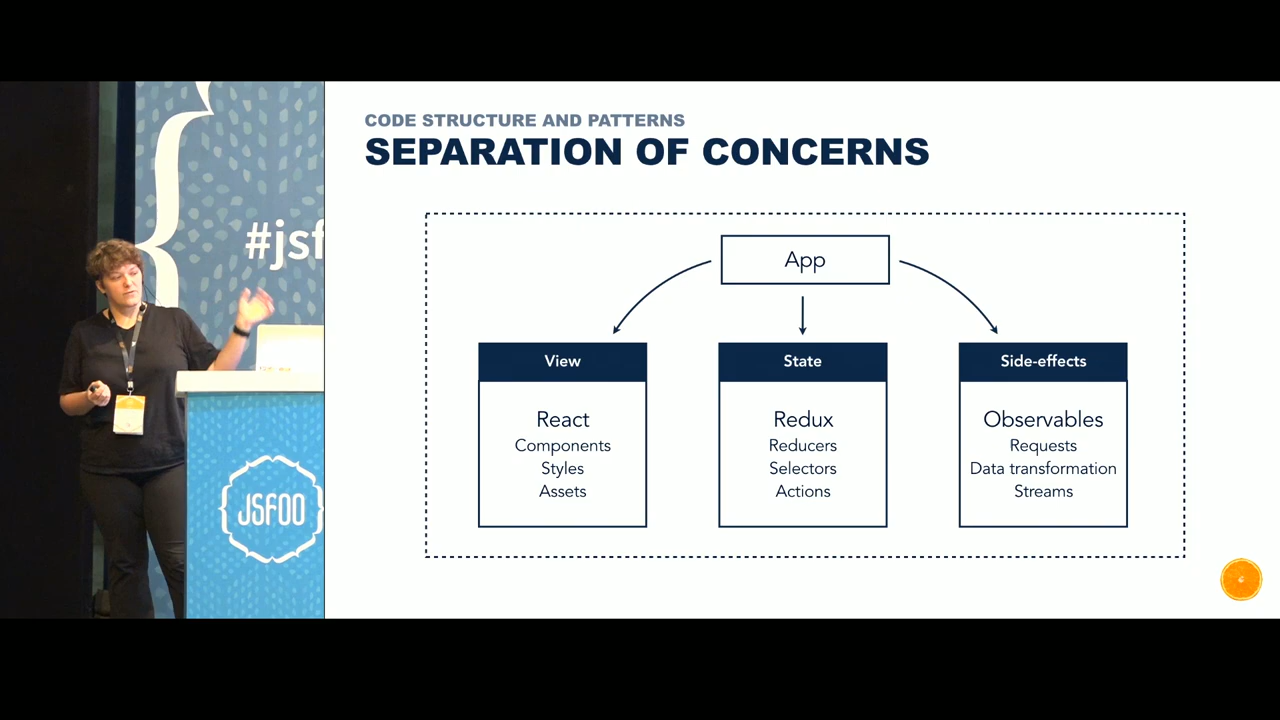 CODE STRUCTURE AND PATTERNS
SEPARATION OF CONCERNS
#jsf
App
View
State
Side-effects
React
Components
Styles
Assets
Redux
Reducers
Selectors
Actions
Observables
Requests
Data transformation
Streams
JSFOO